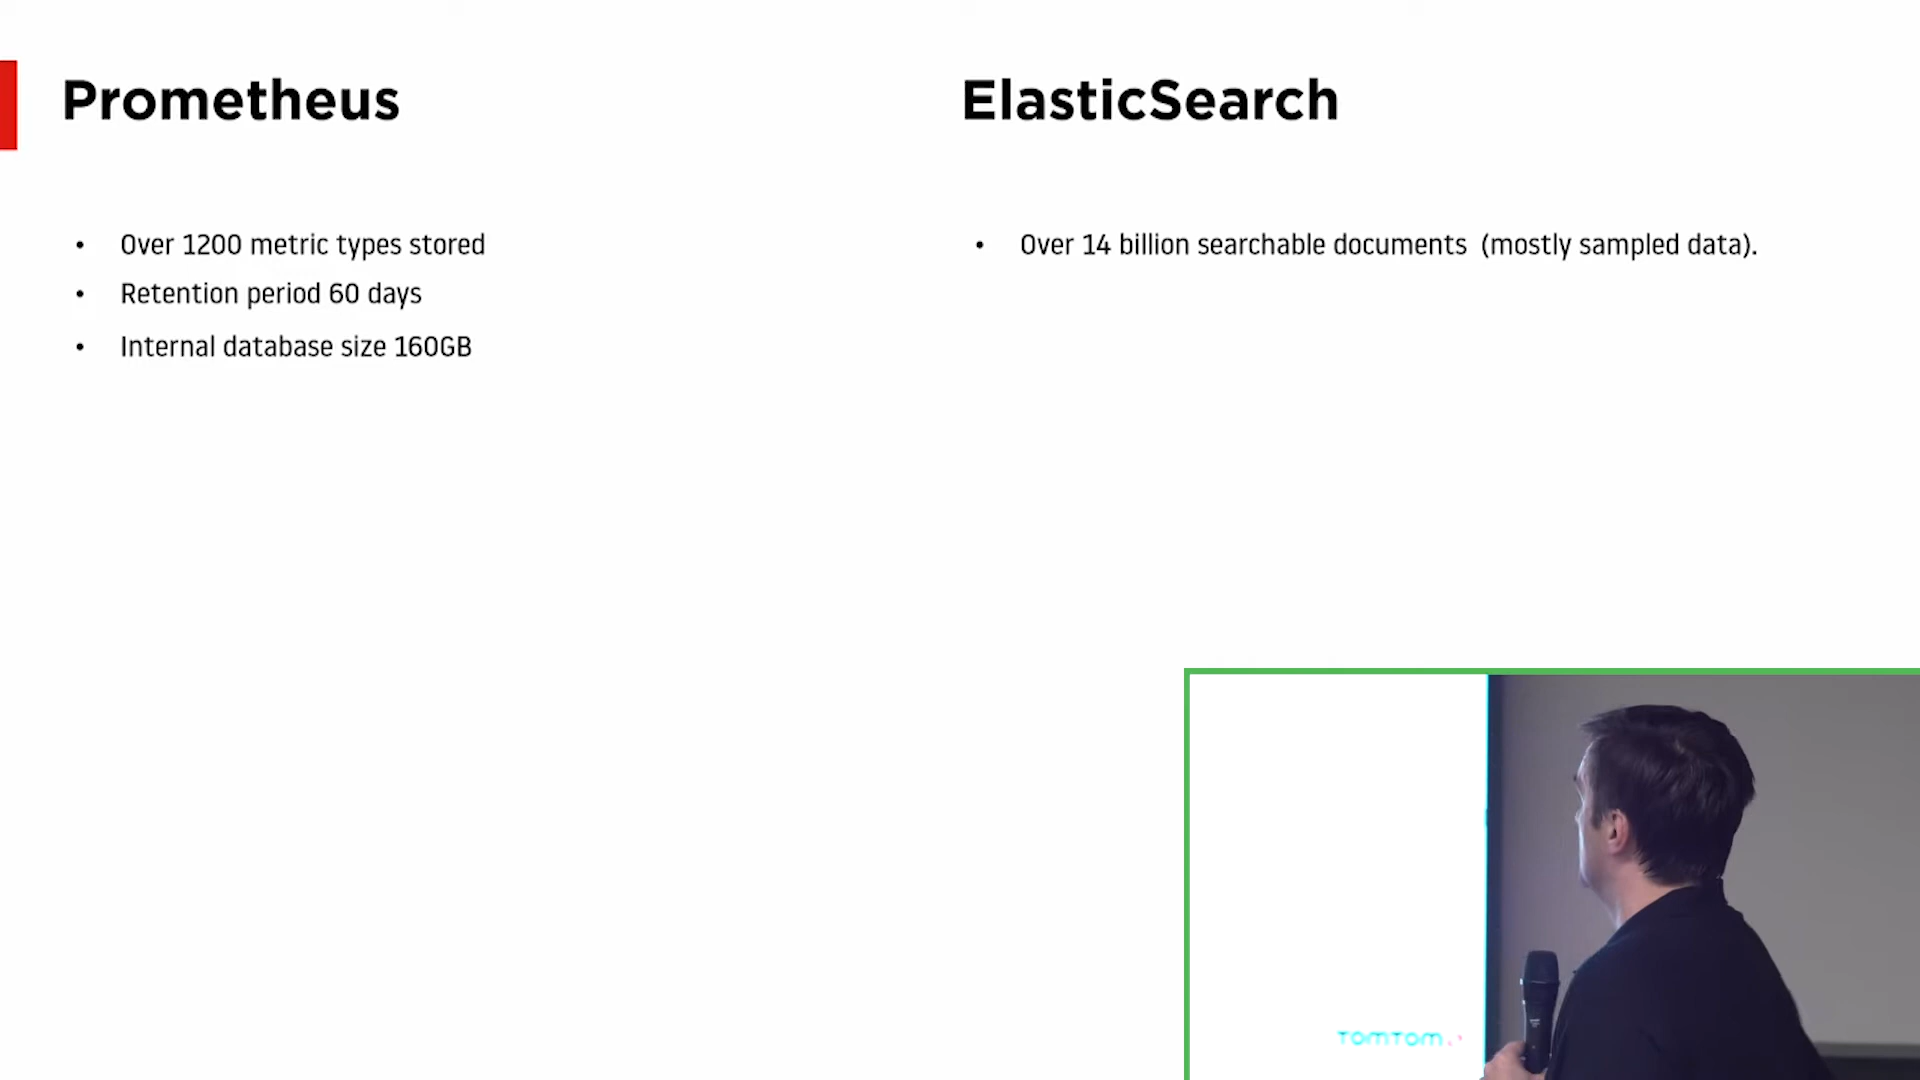 Prometheus
• Over 1200 metric types stored
• Retention period 60 days
• Internal database size 160GB
ElasticSearch
• Over 14 billion searchable documents (mostly sampled data).
TOMTOM